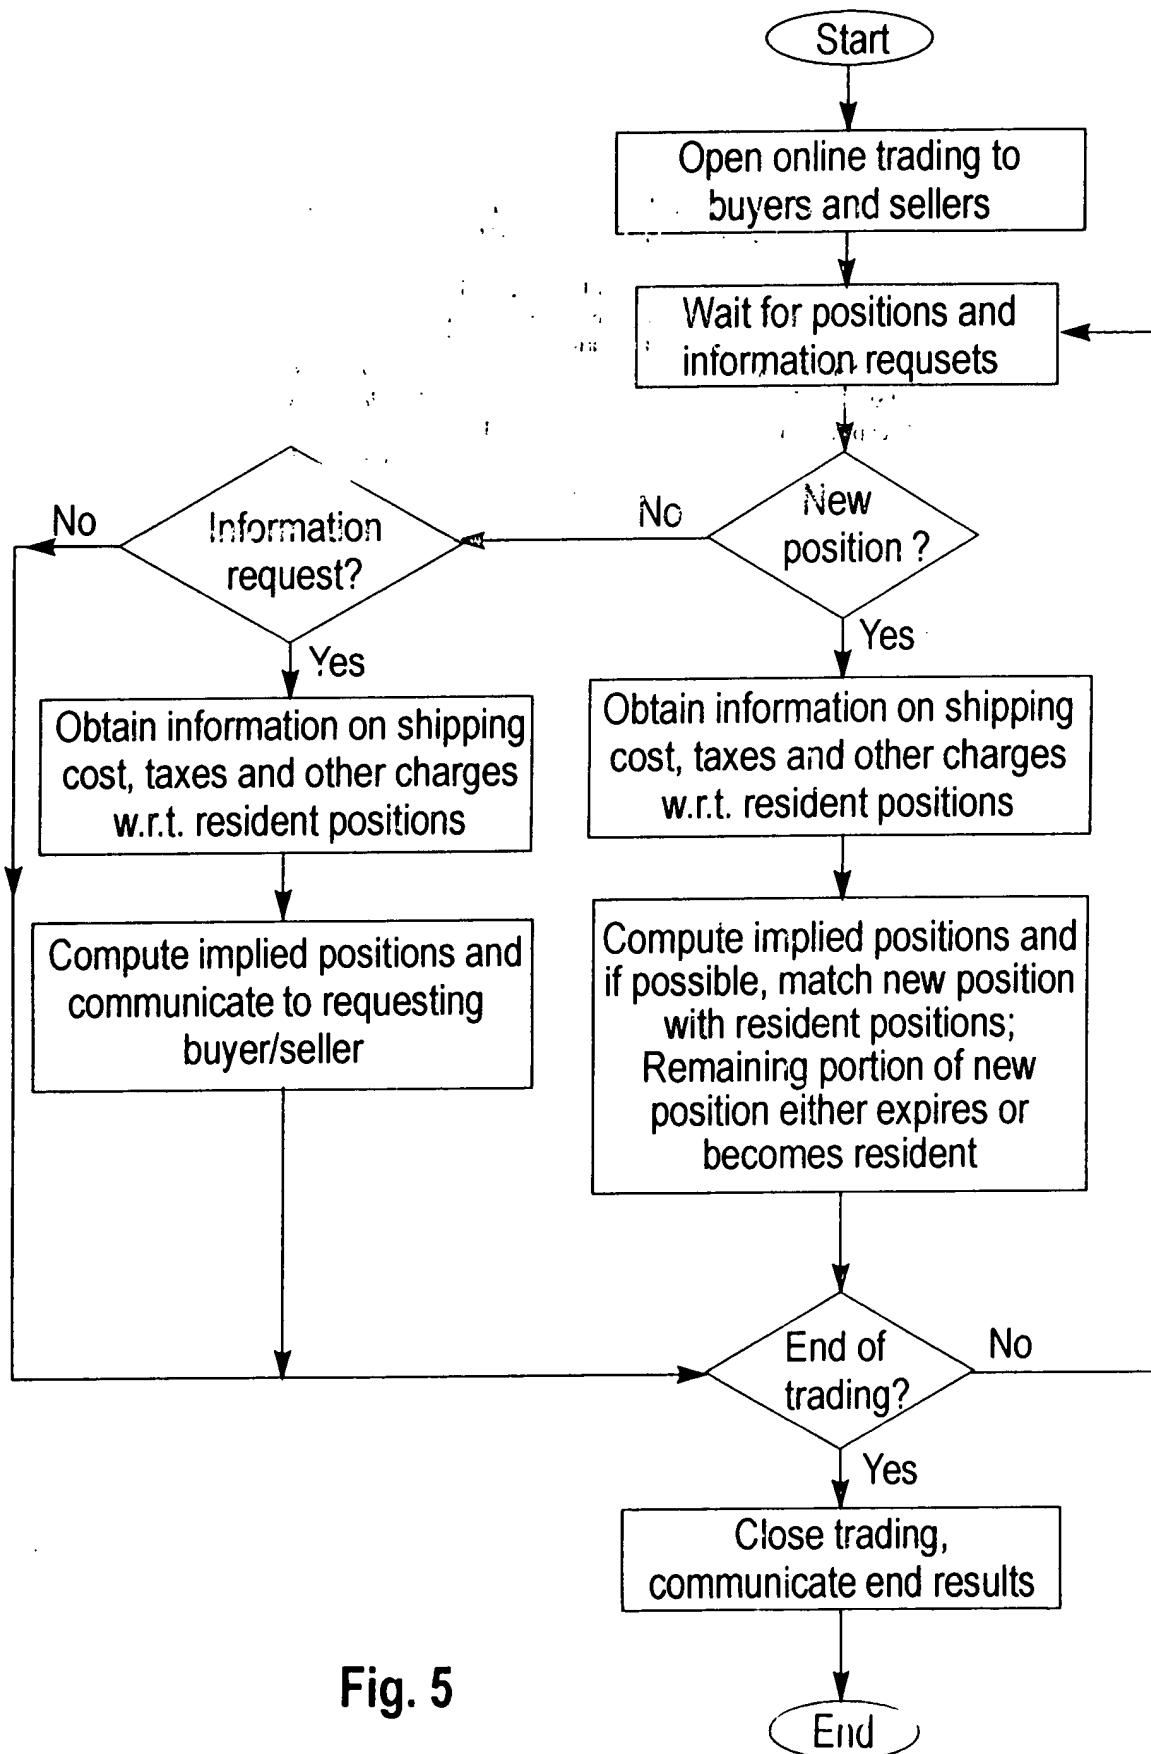 Start
Open online trading to
buyers and sellers
Wait for positions and
information requsets
New
position ?
No
Information
request?
No
Yes
Yes
Obtain information on shipping
cost, taxes and other charges
w.r.t. resident positions
Obtain information on shipping
cost, taxes and other charges
w.r.t. resident positions
Compute implied positions and
communicate to requesting
buyer/seller
Compute implied positions and
if possible, match new position
with resident positions;
Remaining portion of new
position either expires or
becomes resident
End of
trading?
No
Yes
Close trading,
communicate end results
Fig. 5
End